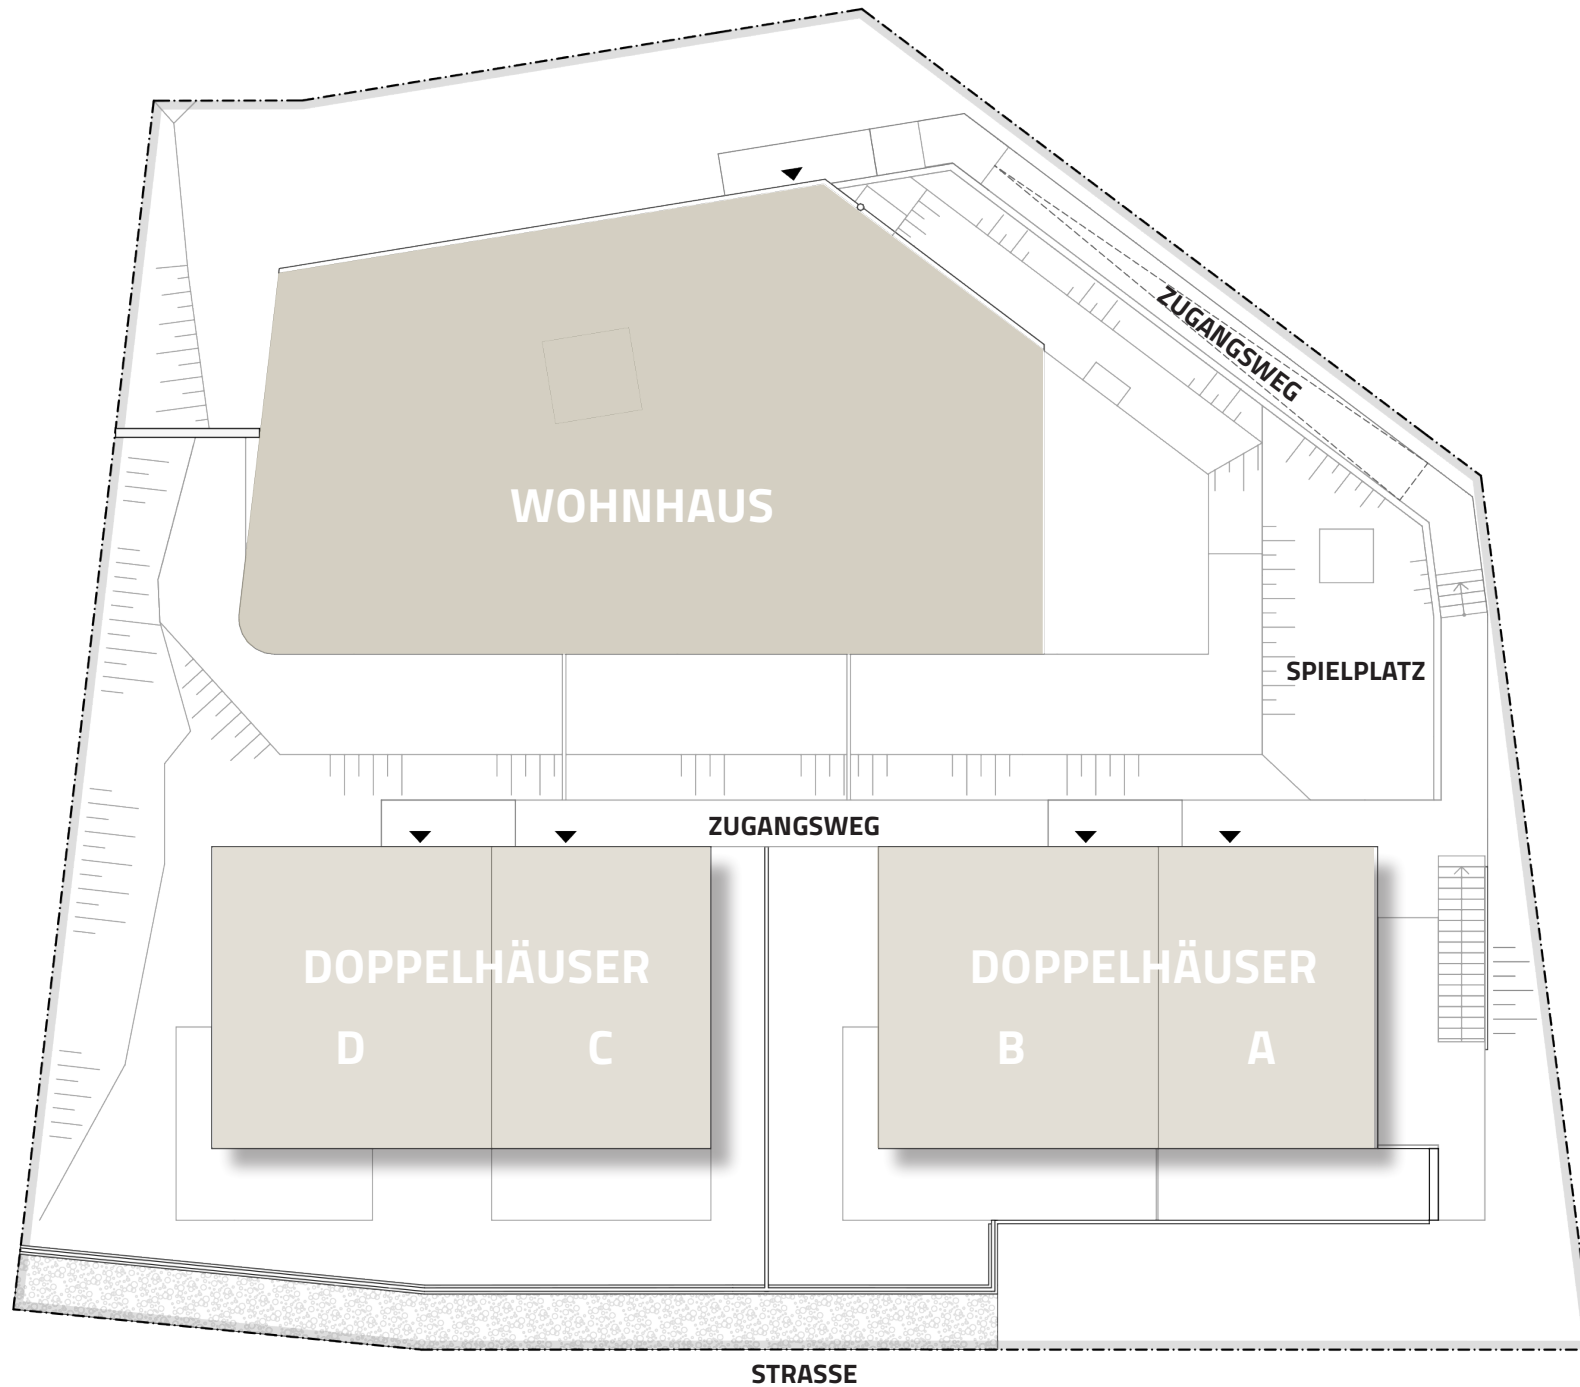 ZUGANGSWEG
WOHNHAUS
SPIELPLATZ
ZUGANGSWEG
DOPPELHÄUSER
D C
DOPPELHÄUSER
B A
STRASSE